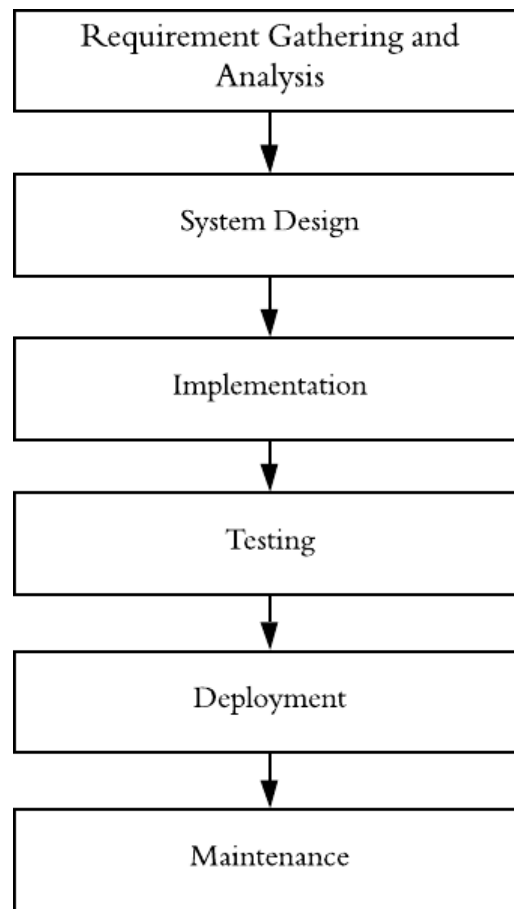 Requirement Gathering and
Analysis
System Design
Implementation
Testing
Deployment
Maintenance